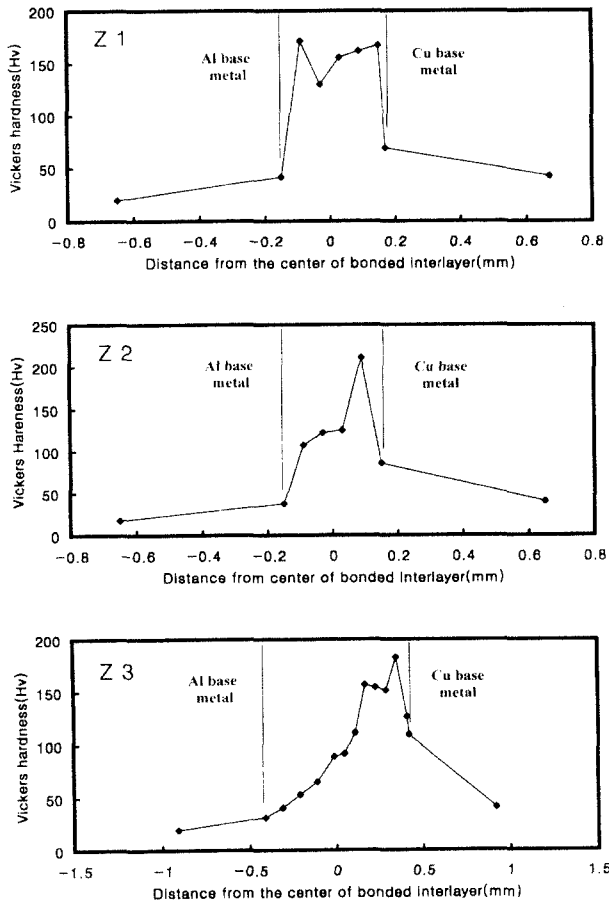 200
Z 1
Al base
metal
Cu base
metal
150
100
50
0
Vickers hardness(Hv)
−0.8 −0.6 −0.4 −0.2 0 0.2 0.4 0.6 0.8
Distance from the center of bonded interlayer(mm)
250
Z 2
Al base
metal
Cu base
metal
200
150
100
50
0
Vickers Hareness(Hv)
−0.8 −0.6 −0.4 −0.2 0 0.2 0.4 0.6 0.8
Distance from center of bonded interlayer(mm)
200
Z 3
Al base
metal
Cu base
metal
150
100
50
0
Vickers hardness(Hv)
−1.5 −1 −0.5 0 0.5 1 1.5
Distance from the center of bonded interlayer(mm)